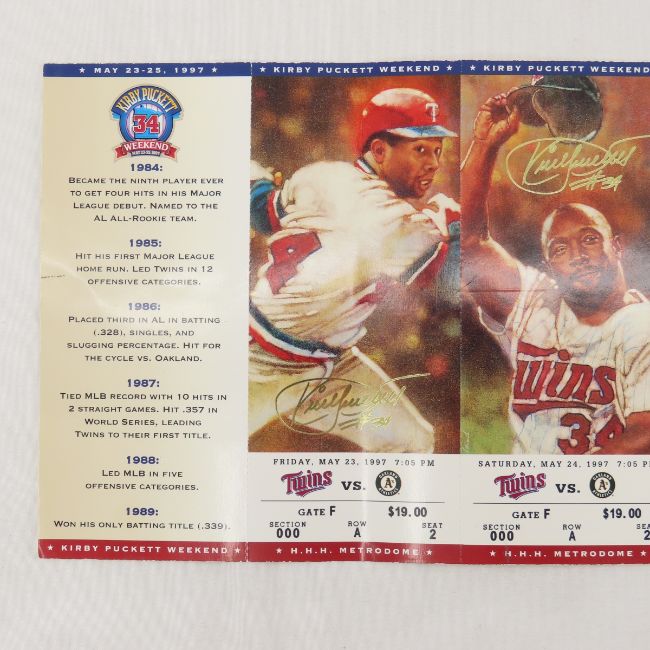 ★ MAY 23-25, 1997 ★
KIRBY PUCKETT
34
WEEKEND
1984:
BECAME THE NINTH PLAYER EVER
TO GET FOUR HITS IN HIS MAJOR
LEAGUE DEBUT. NAMED TO THE
AL ALL-ROOKIE TEAM.
1985:
HIT HIS FIRST MAJOR LEAGUE
HOME RUN. LED TWINS IN 12
OFFENSIVE CATEGORIES.
1986:
PLACED THIRD IN AL IN BATTING
(.328), SINGLES, AND
SLUGGING PERCENTAGE. HIT FOR
THE CYCLE VS. OAKLAND.
1987:
TIED MLB RECORD WITH 10 HITS IN
2 STRAIGHT GAMES. HIT .357 IN
WORLD SERIES, LEADING
TWINS TO THEIR FIRST TITLE.
1988:
LED MLB IN FIVE
OFFENSIVE CATEGORIES.
1989:
WON HIS ONLY BATTING TITLE (.339).
★ KIRBY PUCKETT WEEKEND ★
★ KIRBY PUCKETT WEEKEND ★
T
#34
FRIDAY, MAY 23, 1997 7:05 PM
Twins VS. A's
GATE F $19.00
SECTION ROW SEAT
000 A 2
★ H.H.H. METRODOME ★
★ KIRBY PUCKETT WEEKEND
#34
Twins
34
SATURDAY, MAY 24, 1997 7:05 P
Twins VS. A's
GATE F $19.00
SECTION ROW SEA
000 A 2
★ H.H.H. METRODOME ★